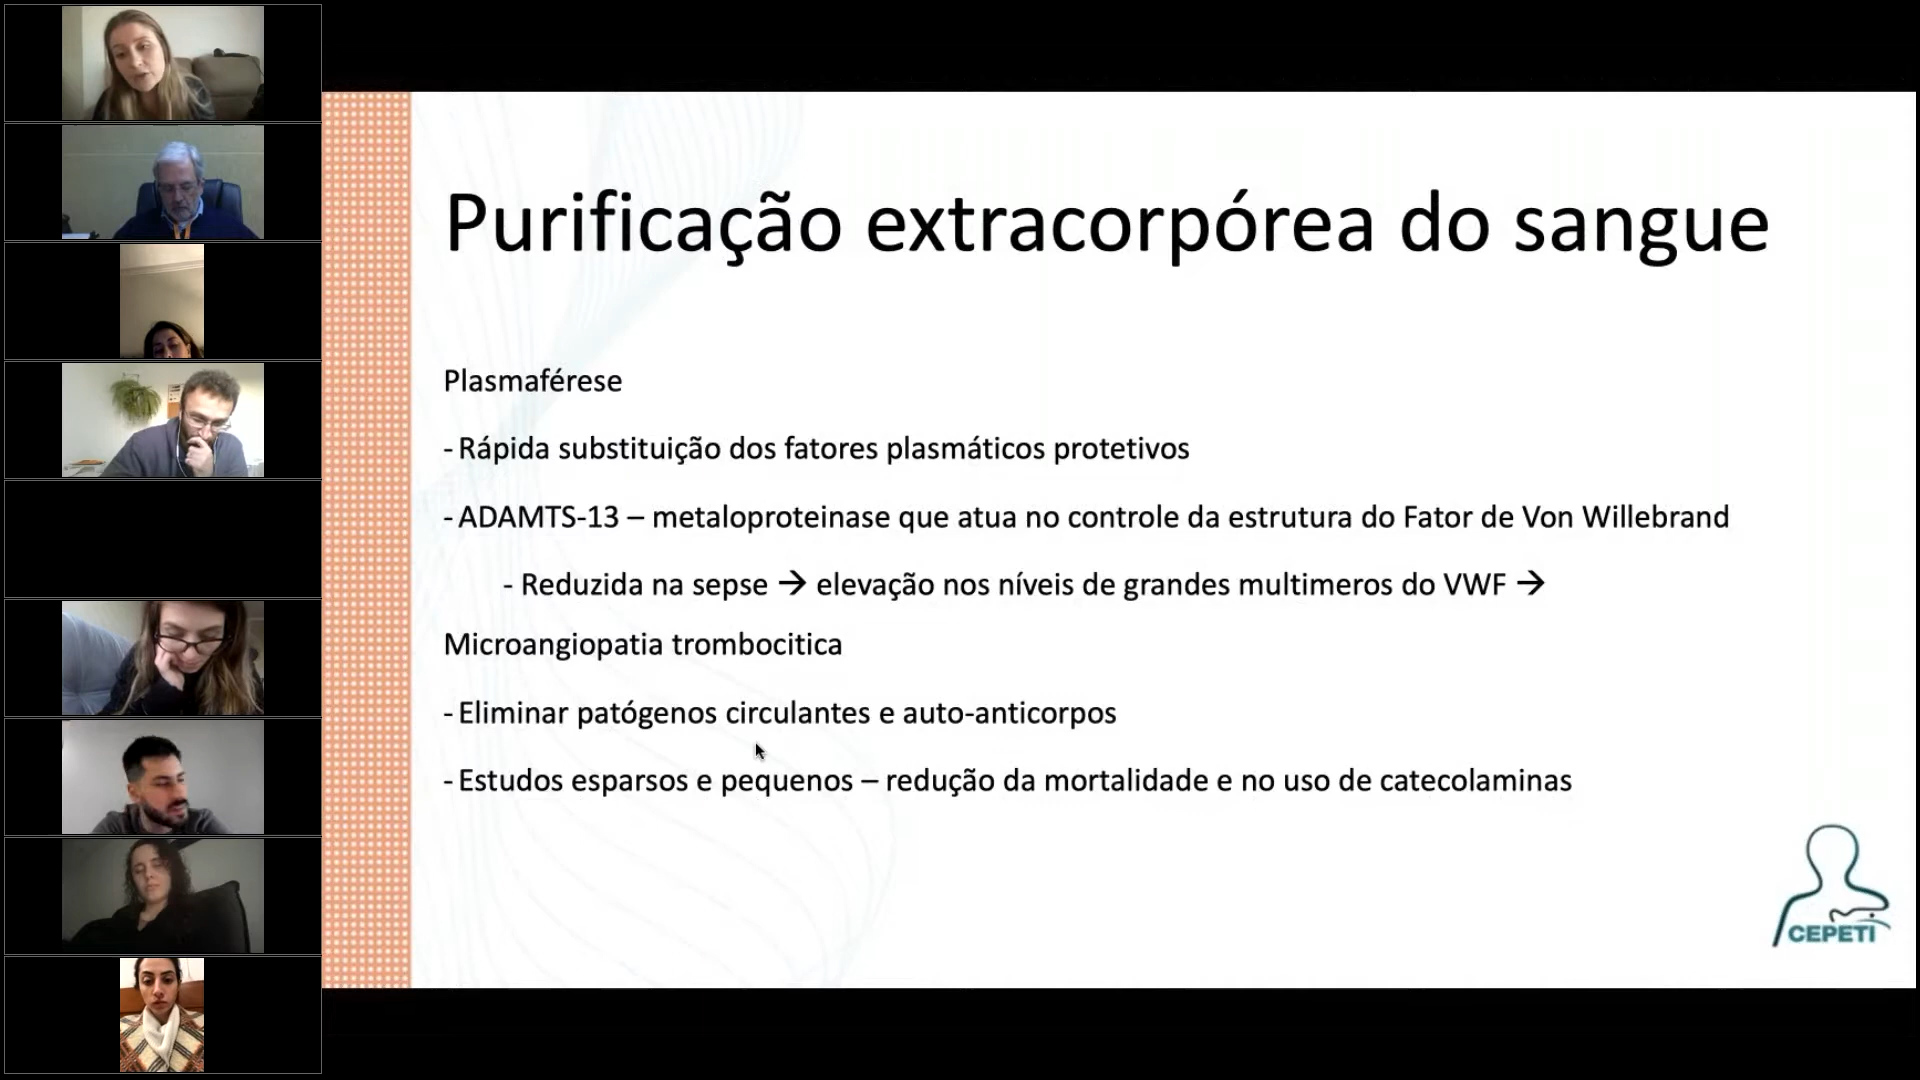 Purificação extracorpórea do sangue
Plasmaférese
- Rápida substituição dos fatores plasmáticos protetivos
- ADAMTS-13 – metaloproteinase que atua no controle da estrutura do Fator de Von Willebrand
- Reduzida na sepse → elevação nos níveis de grandes multimeros do VWF →
Microangiopatia trombocitica
- Eliminar patógenos circulantes e auto-anticorpos
- Estudos esparsos e pequenos – redução da mortalidade e no uso de catecolaminas
CEPETI